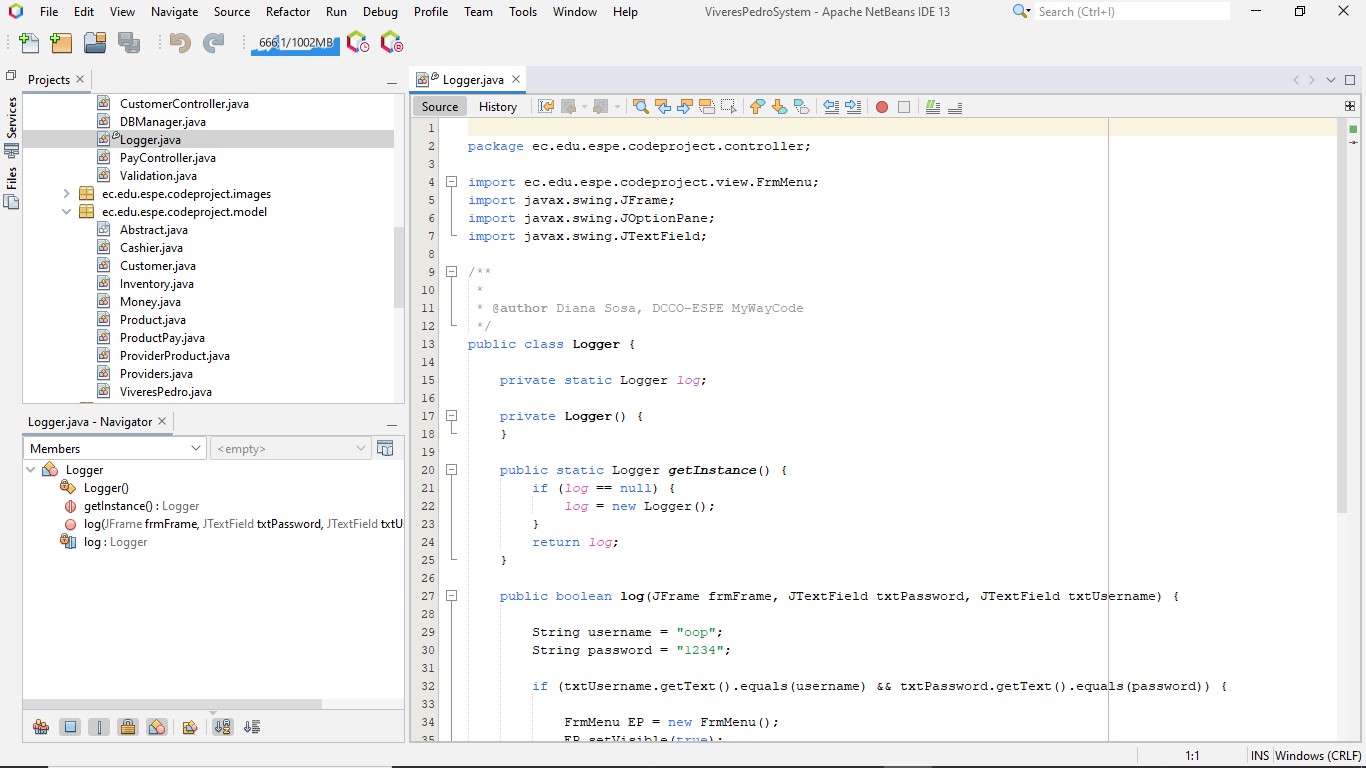 File Edit View Navigate Source Refactor Run Debug Profile Team Tools Window Help ViveresPedroSystem - Apache NetBeans IDE 13 Search (Ctrl+I)
666,1/1002MB
Services
Files
Projects
CustomerController.java
DBManager.java
Logger.java
PayController.java
Validation.java
ec.edu.espe.codeproject.images
ec.edu.espe.codeproject.model
Abstract.java
Cashier.java
Customer.java
Inventory.java
Money.java
Product.java
ProductPay.java
ProviderProduct.java
Providers.java
ViveresPedro.java
Logger.java - Navigator
Members <empty>
Logger
Logger()
getInstance() : Logger
log(JFrame frmFrame, JTextField txtPassword, JTextField txtU
log : Logger
Logger.java
Source History
1
2 package ec.edu.espe.codeproject.controller;
3
4 import ec.edu.espe.codeproject.view.FrmMenu;
5 import javax.swing.JFrame;
6 import javax.swing.JOptionPane;
7 import javax.swing.JTextField;
8
9 /**
10 *
11 * @author Diana Sosa, DCCO-ESPE MyWayCode
12 */
13 public class Logger {
14
15 private static Logger log;
16
17 private Logger() {
18 }
19
20 public static Logger getInstance() {
21 if (log == null) {
22 log = new Logger();
23 }
24 return log;
25 }
26
27 public boolean log(JFrame frmFrame, JTextField txtPassword, JTextField txtUsername) {
28
29 String username = "oop";
30 String password = "1234";
31
32 if (txtUsername.getText().equals(username) && txtPassword.getText().equals(password)) {
33
34 FrmMenu EP = new FrmMenu();
35 EP.setVisible(true);
1:1 INS Windows (CRLF)